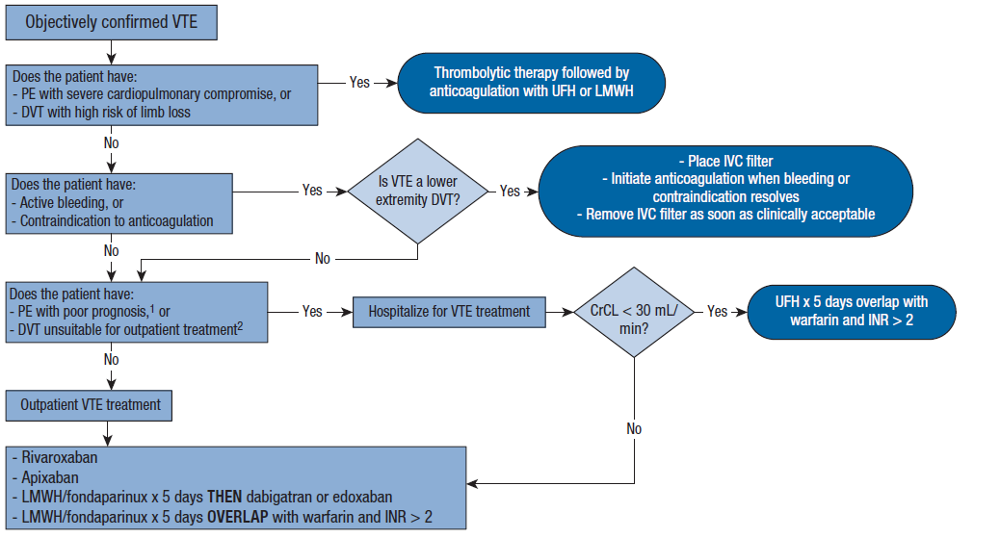 Objectively confirmed VTE
Does the patient have:
- PE with severe cardiopulmonary compromise, or
- DVT with high risk of limb loss
Yes
Thrombolytic therapy followed by
anticoagulation with UFH or LMWH
No
Does the patient have:
- Active bleeding, or
- Contraindication to anticoagulation
Yes
Is VTE a lower
extremity DVT?
Yes
- Place IVC filter
- Initiate anticoagulation when bleeding or
contraindication resolves
- Remove IVC filter as soon as clinically acceptable
No
No
Does the patient have:
- PE with poor prognosis,¹ or
- DVT unsuitable for outpatient treatment²
Yes
Hospitalize for VTE treatment
CrCL < 30 mL/
min?
Yes
UFH x 5 days overlap with
warfarin and INR > 2
No
Outpatient VTE treatment
No
- Rivaroxaban
- Apixaban
- LMWH/fondaparinux x 5 days THEN dabigatran or edoxaban
- LMWH/fondaparinux x 5 days OVERLAP with warfarin and INR > 2